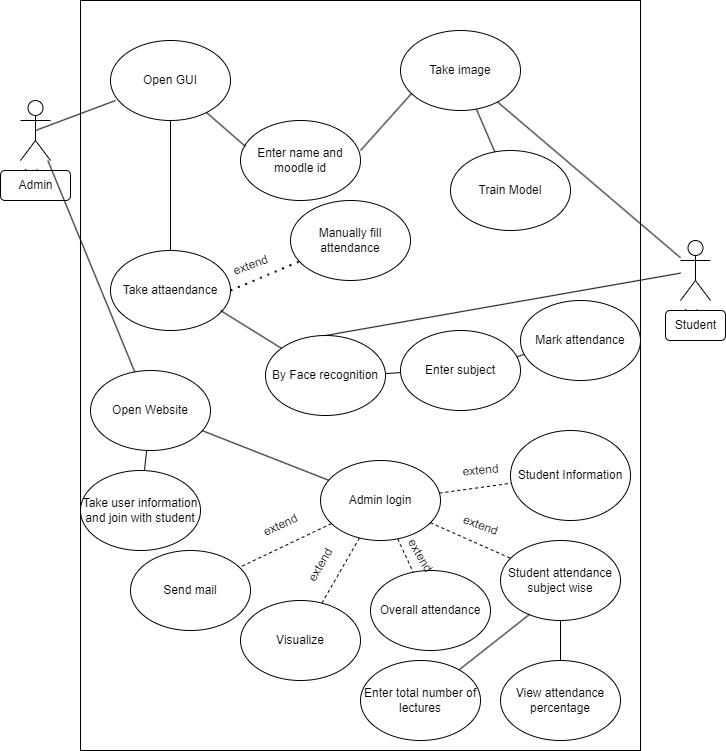 Open GUI
Take image
Enter name and
moodle id
Train Model
Admin
Manually fill
attendance
extend
Take attaendance
Student
Mark attendance
By Face recognition
Enter subject
Open Website
Student Information
extend
Admin login
Take user information
and join with student
extend
extend
extend
extend
Student attendance
subject wise
Send mail
Overall attendance
Visualize
Enter total number of
lectures
View attendance
percentage